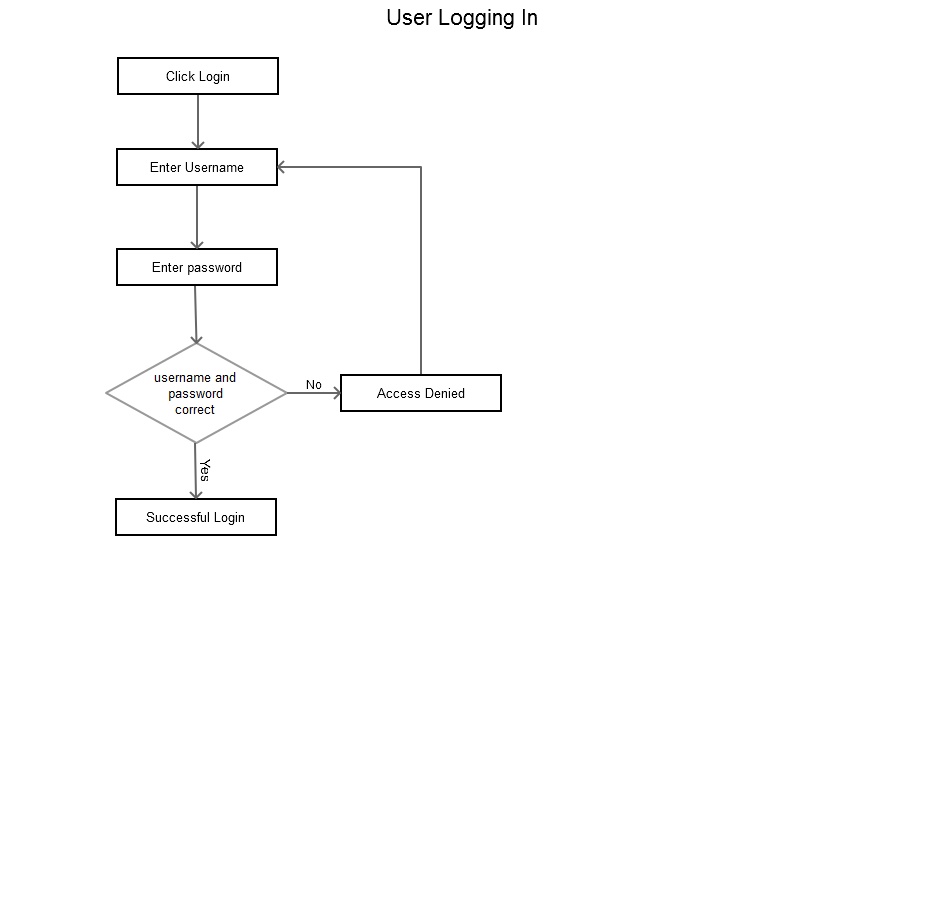 User Logging In
Click Login
Enter Username
Enter password
username and
password
correct
No
Access Denied
Yes
Successful Login